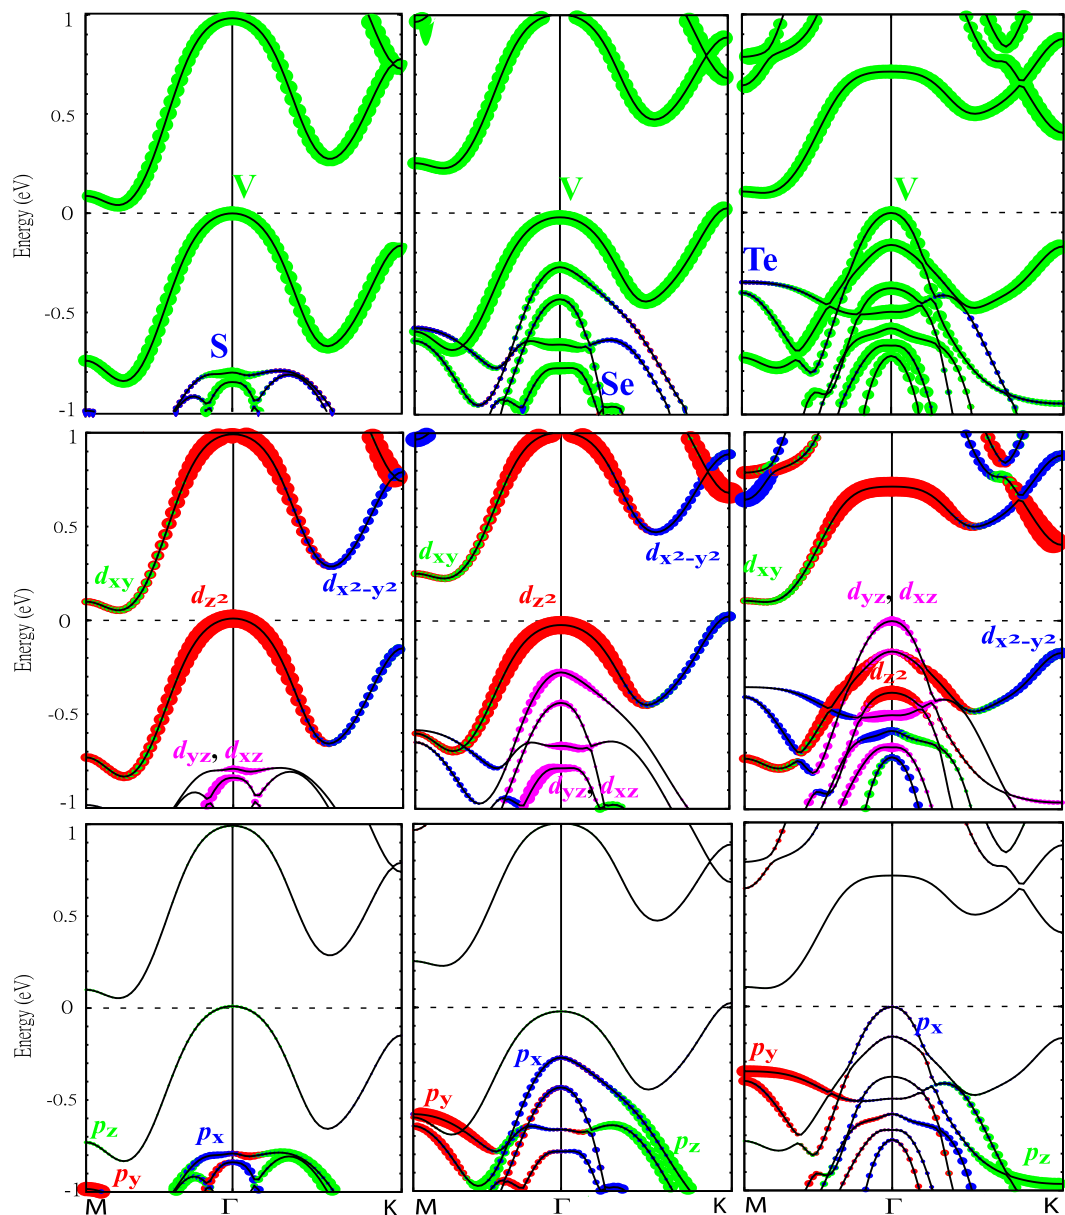 1
0.5
0
-0.5
-1
Energy (eV)
V
S
V
Se
V
Te
1
0.5
0
-0.5
-1
Energy (eV)
dxy
dz²
dx²-y²
dyz, dxz
dxy
dz²
dx²-y²
dyz, dxz
dxy
dyz, dxz
dx²-y²
dz²
1
0.5
0
-0.5
-1
Energy (eV)
pz
px
py
px
py
pz
px
py
pz
M Γ K M Γ K M Γ K